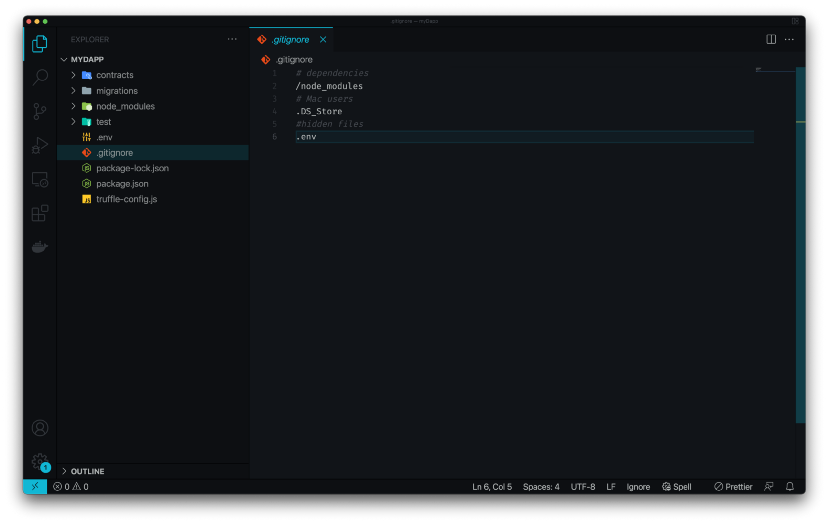 .gitignore — myDapp
EXPLORER
MYDAPP
contracts
migrations
node_modules
test
.env
.gitignore
package-lock.json
package.json
truffle-config.js
OUTLINE
.gitignore
.gitignore
1 # dependencies
2 /node_modules
3 # Mac users
4 .DS_Store
5 #hidden files
6 .env
1
0 0
Ln 6, Col 5 Spaces: 4 UTF-8 LF Ignore Spell Prettier